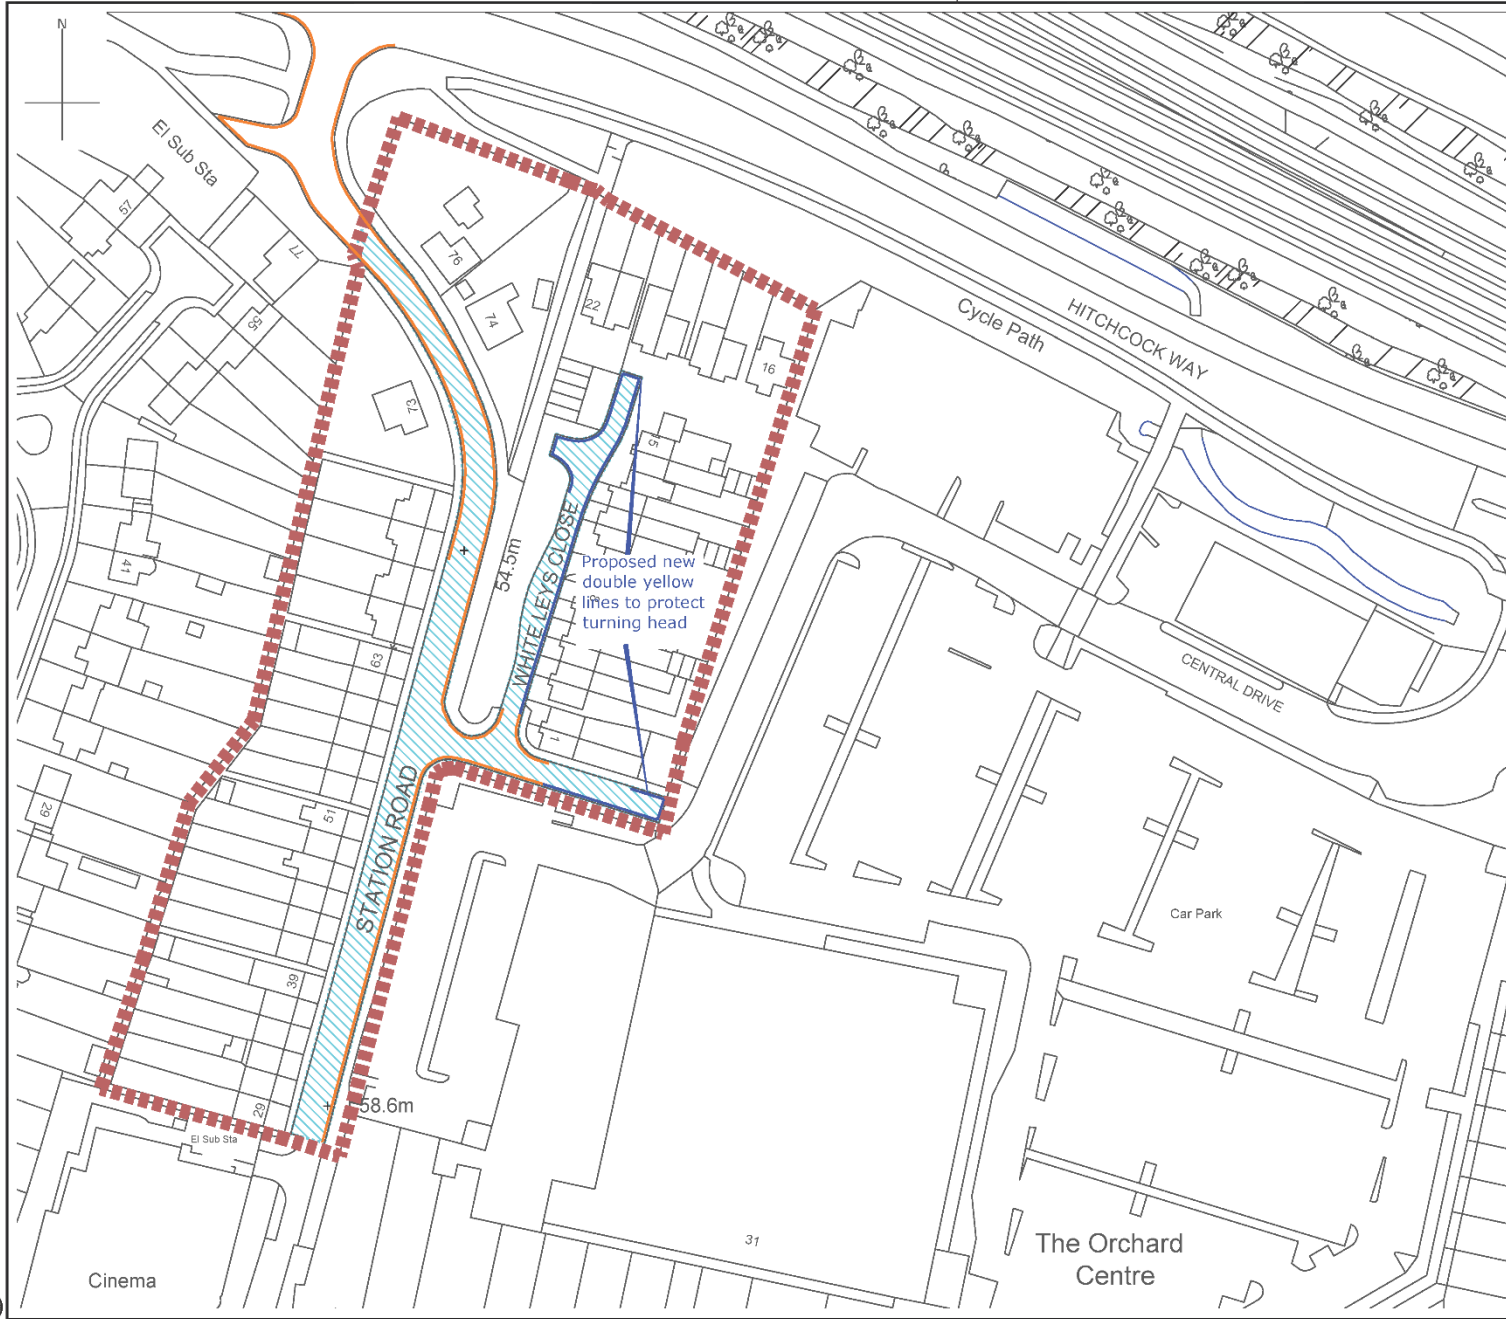 N
El Sub Sta
57
77
55
76
74
22
16
73
15
Cycle Path
HITCHCOCK WAY
41
54.5m
WHITE LEYS CLOSE
Proposed new
double yellow
lines to protect
turning head
63
1
CENTRAL DRIVE
29
51
STATION ROAD
Car Park
39
58.6m
29
El Sub Sta
31
The Orchard
Centre
Cinema